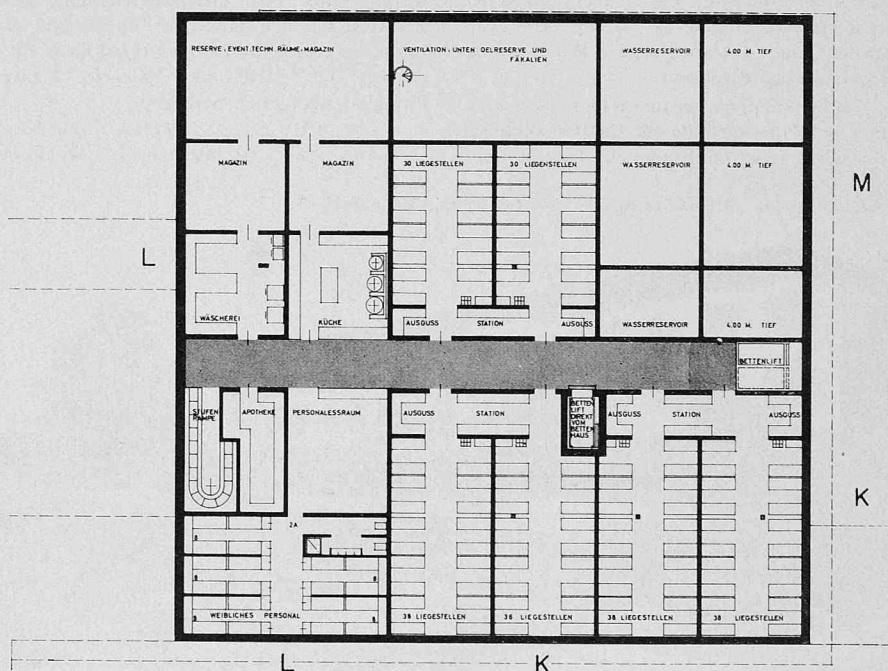 RESERVE, EVENT. TECHN. RÄUME, MAGAZIN
VENTILATION, UNTEN OELRESERVE UND
FÄKALIEN
WASSERRESERVOIR
4.00 M. TIEF
MAGAZIN
MAGAZIN
30 LIEGESTELLEN
30 LIEGENSTELLEN
WASSERRESERVOIR
4.00 M. TIEF
M
L
WÄSCHEREI
KÜCHE
AUSGUSS
STATION
AUSGUSS
WASSERRESERVOIR
4.00 M. TIEF
BETTENLIFT
STUFEN
RAMPE
APOTHEKE
PERSONALESSRAUM
AUSGUSS
STATION
BETTEN
LIFT
DIREKT
VOM
BETTEN
HAUS
AUSGUSS
STATION
AUSGUSS
K
2A
WEIBLICHES PERSONAL
38 LIEGESTELLEN
36 LIEGESTELLEN
38 LIEGESTELLEN
38 LIEGESTELLEN
L
K